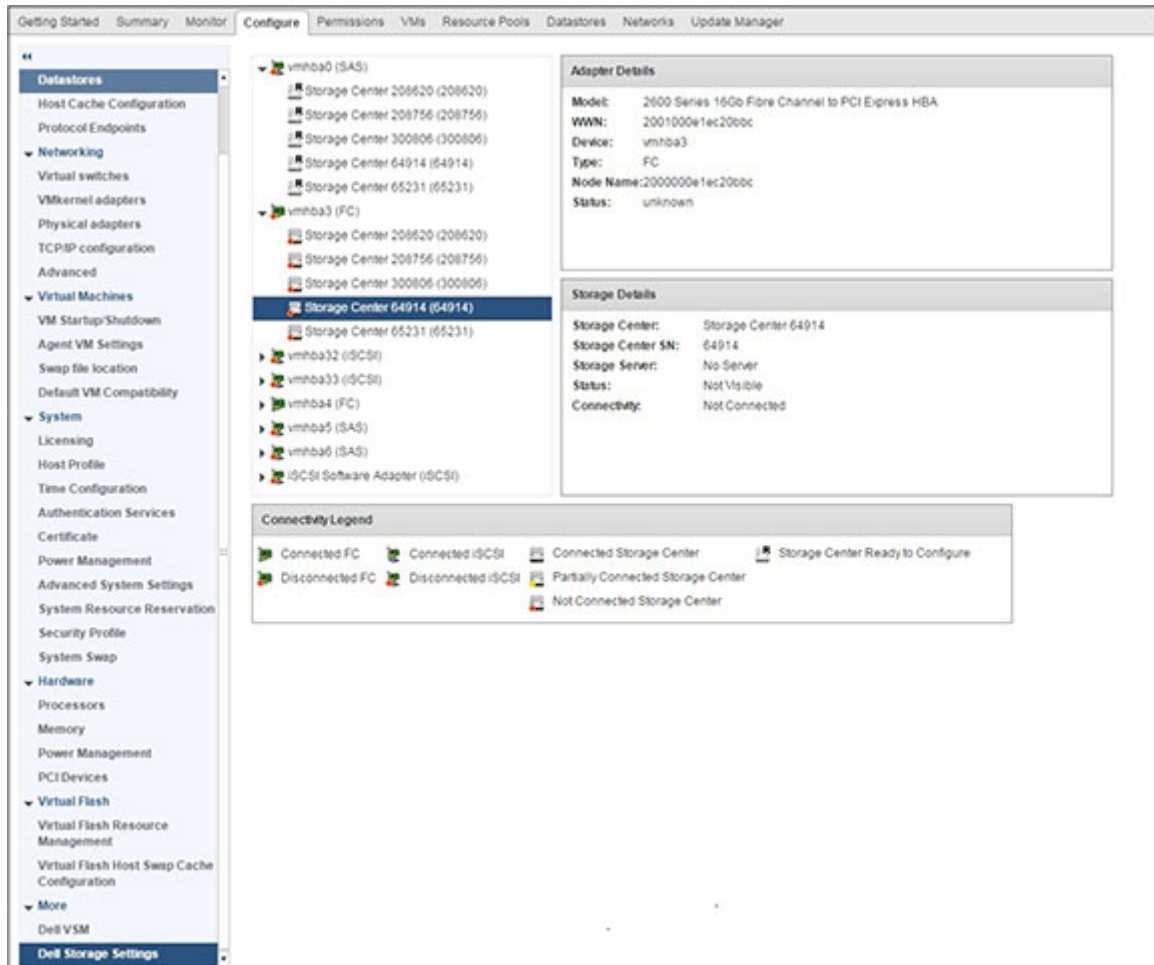 Getting Started Summary Monitor Configure Permissions VMs Resource Pools Datastores Networks Update Manager
Datastores
Host Cache Configuration
Protocol Endpoints
Networking
Virtual switches
VMkernel adapters
Physical adapters
TCP/IP configuration
Advanced
Virtual Machines
VM Startup/Shutdown
Agent VM Settings
Swap file location
Default VM Compatibility
System
Licensing
Host Profile
Time Configuration
Authentication Services
Certificate
Power Management
Advanced System Settings
System Resource Reservation
Security Profile
System Swap
Hardware
Processors
Memory
Power Management
PCI Devices
Virtual Flash
Virtual Flash Resource
Management
Virtual Flash Host Swap Cache
Configuration
More
Dell VSM
Dell Storage Settings
vmhba0 (SAS)
Storage Center 208620 (208620)
Storage Center 208756 (208756)
Storage Center 300806 (300806)
Storage Center 64914 (64914)
Storage Center 65231 (65231)
vmhba3 (FC)
Storage Center 208620 (208620)
Storage Center 208756 (208756)
Storage Center 300806 (300806)
Storage Center 64914 (64914)
Storage Center 65231 (65231)
vmhba32 (iSCSI)
vmhba33 (iSCSI)
vmhba4 (FC)
vmhba5 (SAS)
vmhba6 (SAS)
iSCSI Software Adapter (iSCSI)
Adapter Details
Model: 2600 Series 16Gb Fibre Channel to PCI Express HBA
WWN: 2001000e1ec20bbc
Device: vmhba3
Type: FC
Node Name:2000000e1ec20bbc
Status: unknown
Storage Details
Storage Center: Storage Center 64914
Storage Center SN: 64914
Storage Server: No Server
Status: Not Visible
Connectivity: Not Connected
Connectivity Legend
Connected FC Connected iSCSI Connected Storage Center Storage Center Ready to Configure
Disconnected FC Disconnected iSCSI Partially Connected Storage Center
Not Connected Storage Center